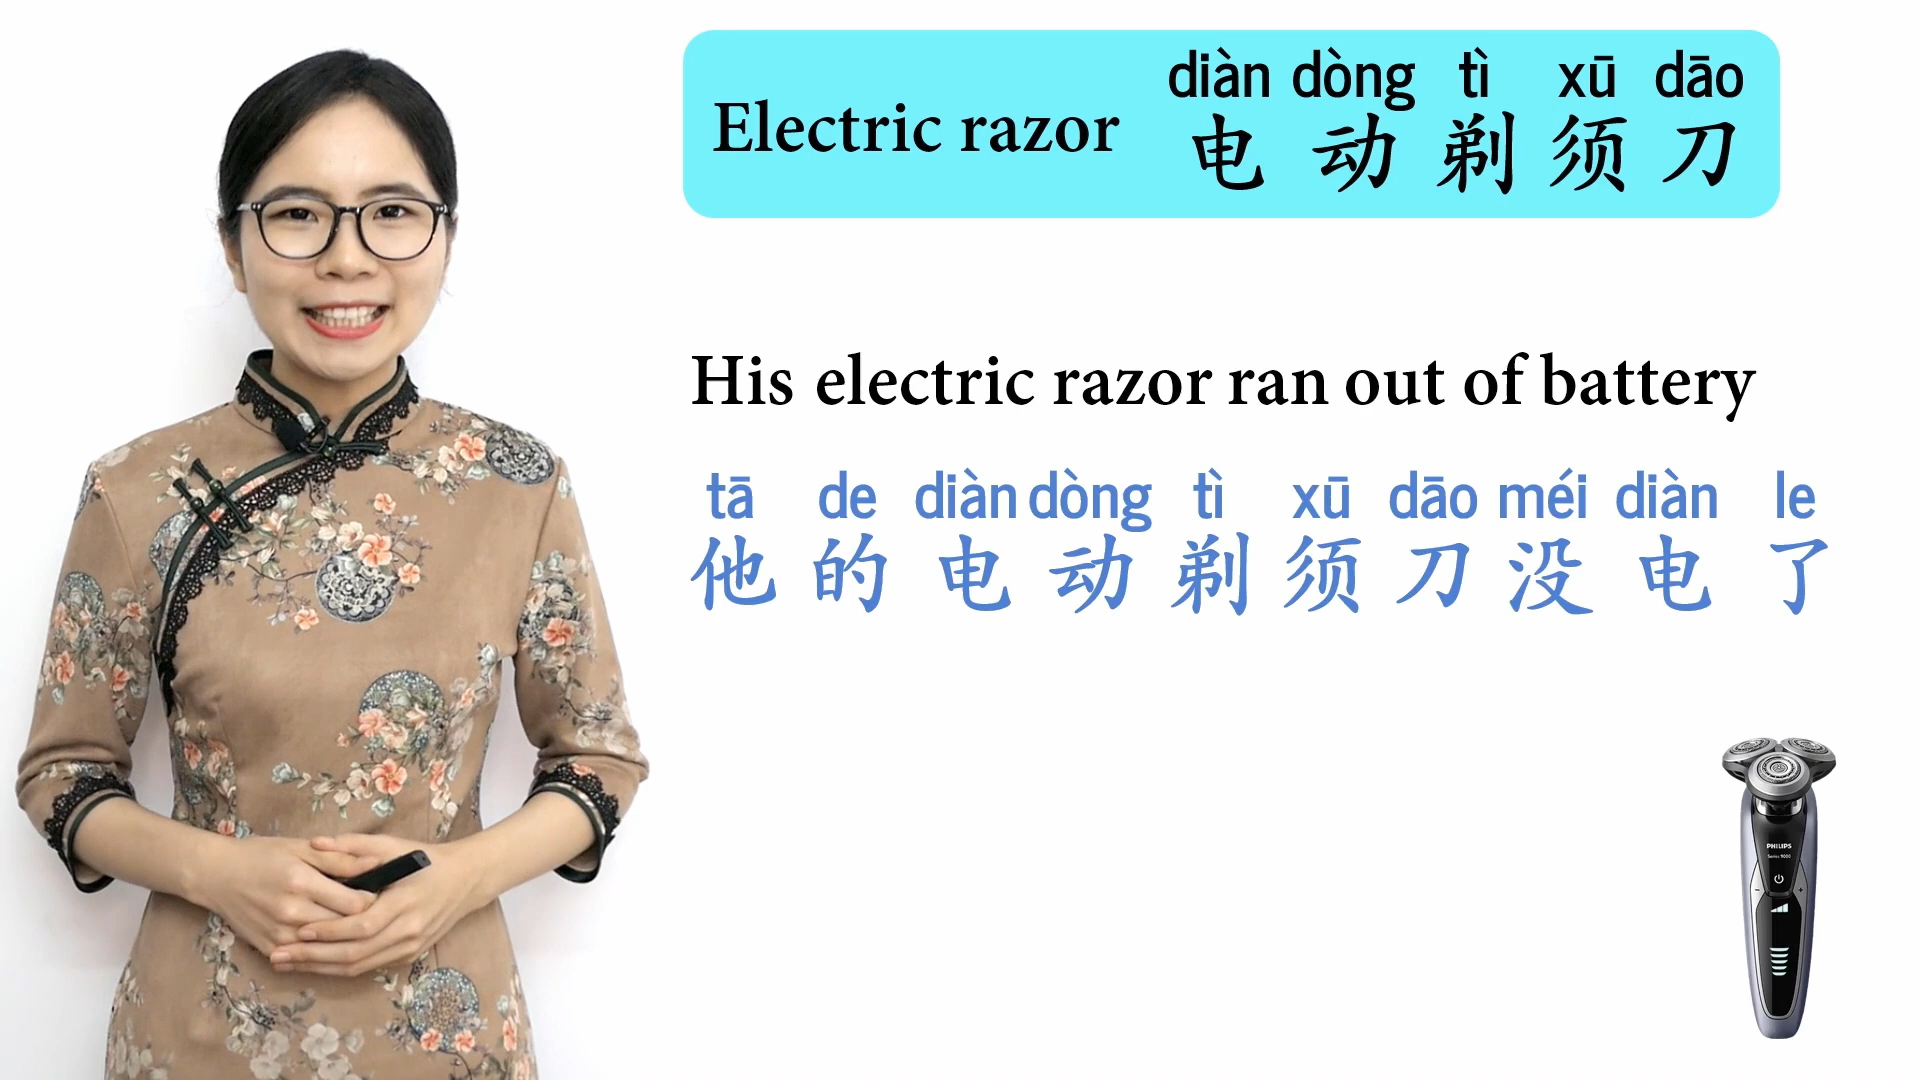 diàn dòng tì xū dāo
Electric razor 电动剃须刀
His electric razor ran out of battery
tā de diàn dòng tì xū dāo méi diàn le
他的电动剃须刀没电了
PHILIPS
Series 9000